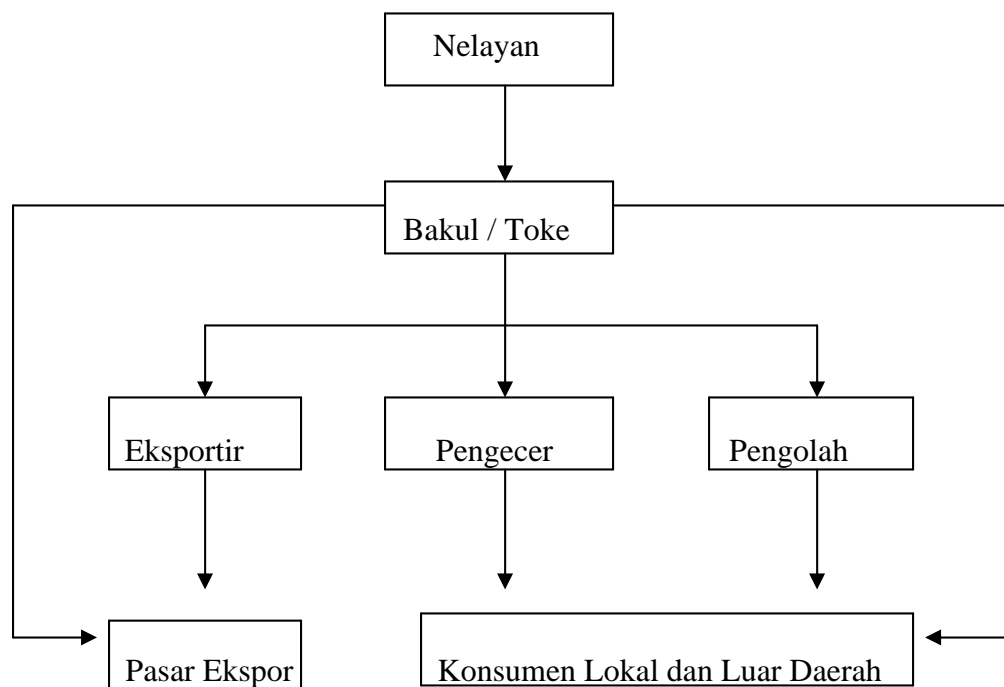 Nelayan
Bakul / Toke
Eksportir
Pengecer
Pengolah
Pasar Ekspor
Konsumen Lokal dan Luar Daerah